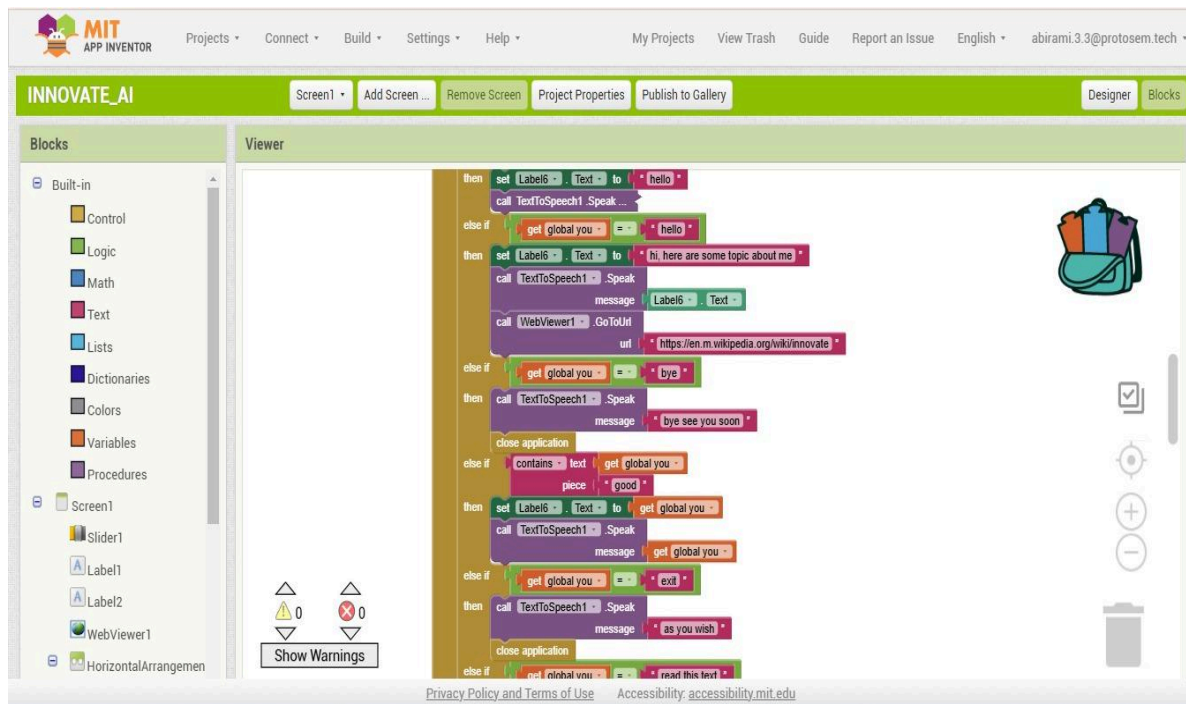 MIT
APP INVENTOR
Projects Connect Build Settings Help My Projects View Trash Guide Report an Issue English abirami.3.3@protosem.tech
INNOVATE_AI Screen1 Add Screen ... Remove Screen Project Properties Publish to Gallery Designer Blocks
Blocks
Built-in
Control
Logic
Math
Text
Lists
Dictionaries
Colors
Variables
Procedures
Screen1
Slider1
Label1
Label2
WebViewer1
HorizontalArrangemen
Viewer
then set Label6 . Text to " hello "
call TextToSpeech1 .Speak ...
else if get global you = " hello "
then set Label6 . Text to " hi, here are some topic about me "
call TextToSpeech1 .Speak
message Label6 . Text
call WebViewer1 .GoToUrl
url " https://en.m.wikipedia.org/wiki/innovate "
else if get global you = " bye "
then call TextToSpeech1 .Speak
message " bye see you soon "
close application
else if contains text get global you
piece " good "
then set Label6 . Text to get global you
call TextToSpeech1 .Speak
message get global you
else if get global you = " exit "
then call TextToSpeech1 .Speak
message " as you wish "
close application
else if get global you = " read this text "
0 0
Show Warnings
Privacy Policy and Terms of Use Accessibility: accessibility.mit.edu